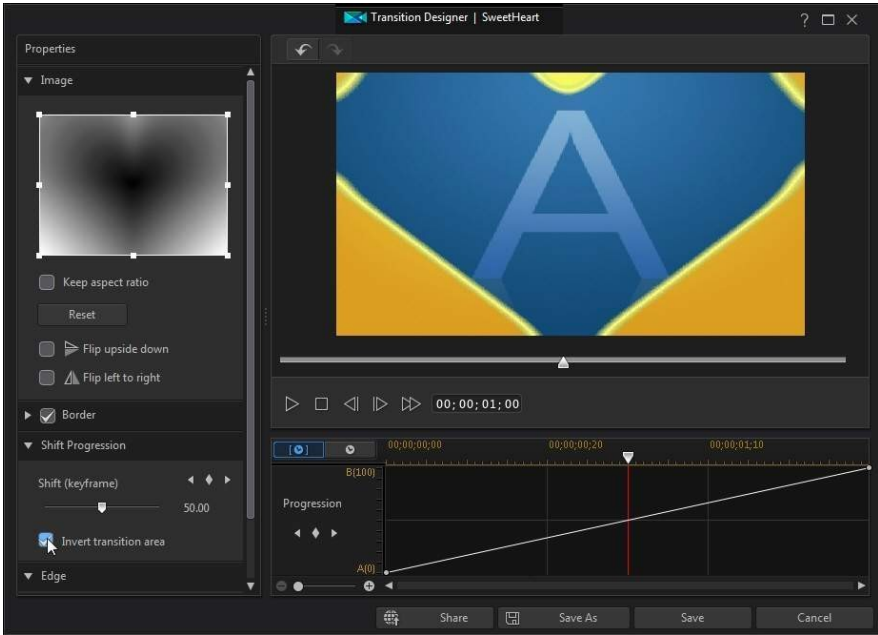 Transition Designer | SweetHeart
?
Properties
Image
A
Keep aspect ratio
Reset
Flip upside down
Flip left to right
00;00;01;00
Border
Shift Progression
00;00;00;00 00;00;00;20 00;00;01;10
B(100)
Shift (keyframe)
50.00
Progression
Invert transition area
A(0)
Edge
Share Save As Save Cancel